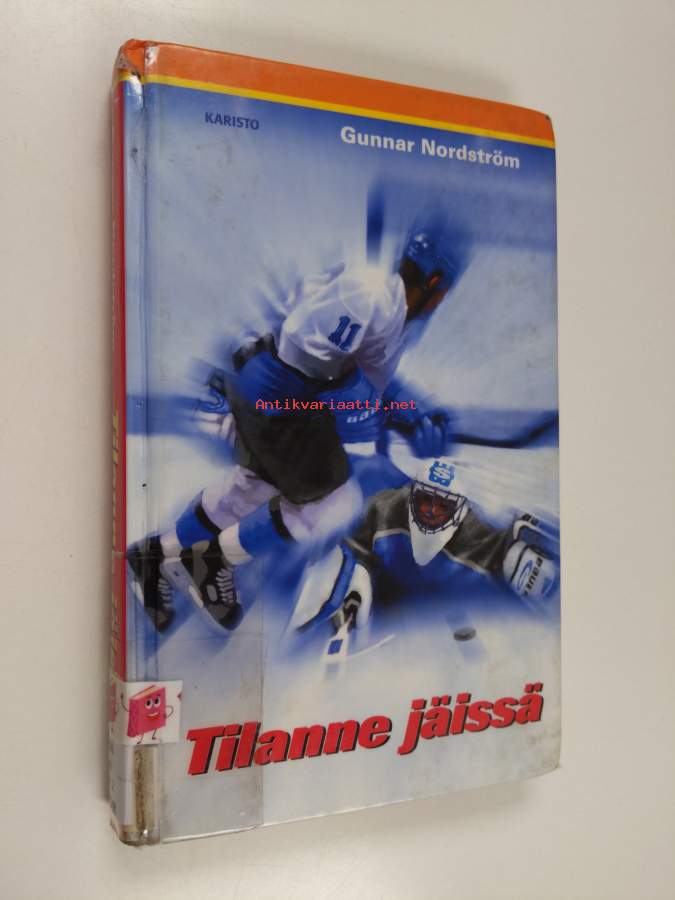 KARISTO
Gunnar Nordström
11
Antikvariaatti.net
Tilanne jäissä